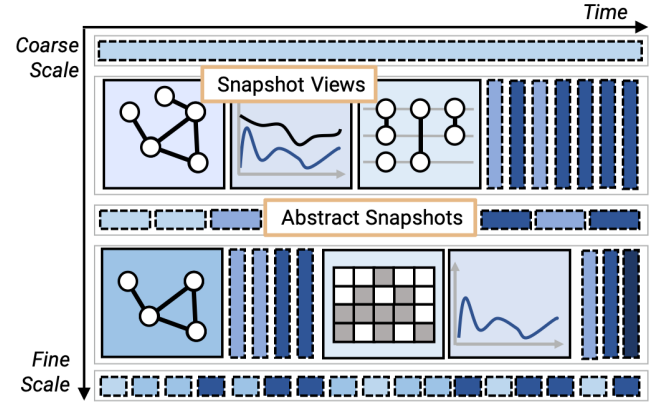 Time
Coarse
Scale
Snapshot Views
Abstract Snapshots
Fine
Scale